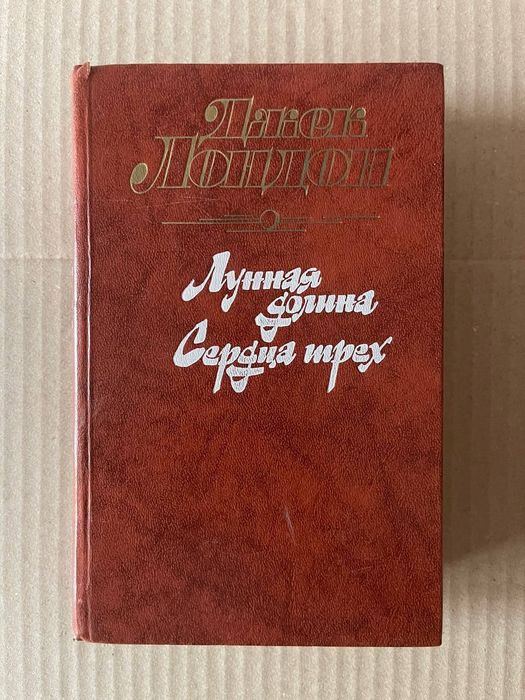 Джек
Лондон
Лунная
долина
Сердца трех